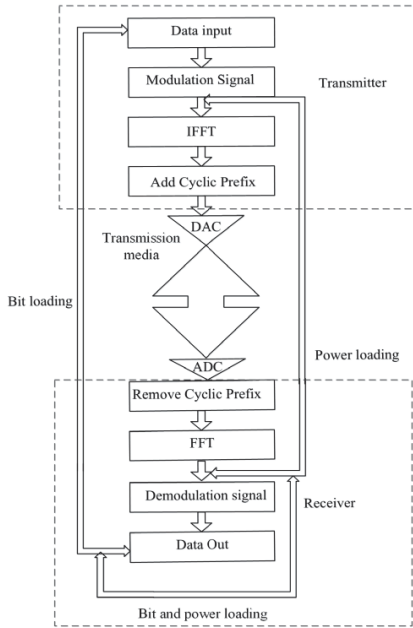 Data input
Modulation Signal
Transmitter
IFFT
Add Cyclic Prefix
DAC
Transmission
media
Bit loading
Power loading
ADC
Remove Cyclic Prefix
FFT
Demodulation signal
Receiver
Data Out
Bit and power loading